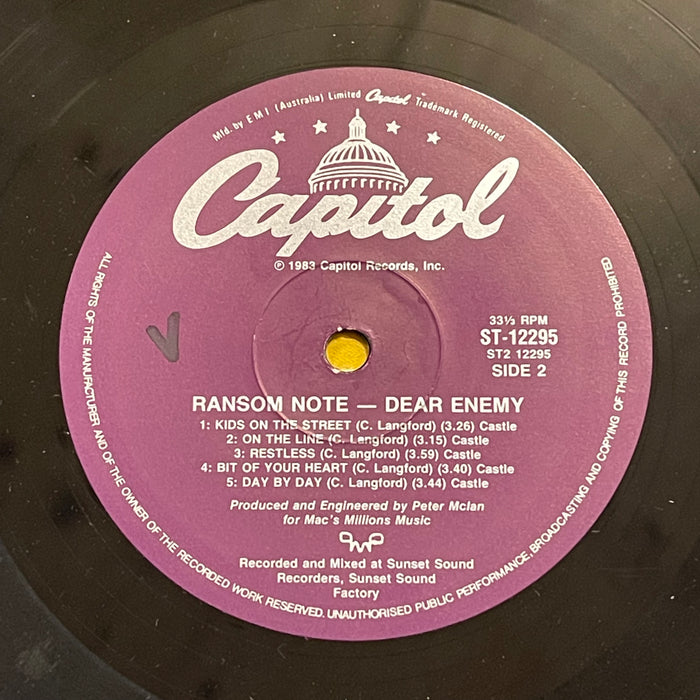 Mfd. by E M I (Australia) Limited Capitol Trademark Registered
Capitol
℗ 1983 Capitol Records, Inc.
33⅓ RPM
ST-12295
ST2 12295
SIDE 2
V
RANSOM NOTE — DEAR ENEMY
1: KIDS ON THE STREET (C. Langford) (3.26) Castle
2: ON THE LINE (C. Langford) (3.15) Castle
3: RESTLESS (C. Langford) (3.59) Castle
4: BIT OF YOUR HEART (C. Langford) (3.40) Castle
5: DAY BY DAY (C. Langford) (3.44) Castle
Produced and Engineered by Peter McIan
for Mac's Millions Music
Recorded and Mixed at Sunset Sound
Recorders, Sunset Sound
Factory
ALL RIGHTS OF THE MANUFACTURER AND OF THE OWNER OF THE RECORDED WORK RESERVED. UNAUTHORISED PUBLIC PERFORMANCE, BROADCASTING AND COPYING OF THIS RECORD PROHIBITED